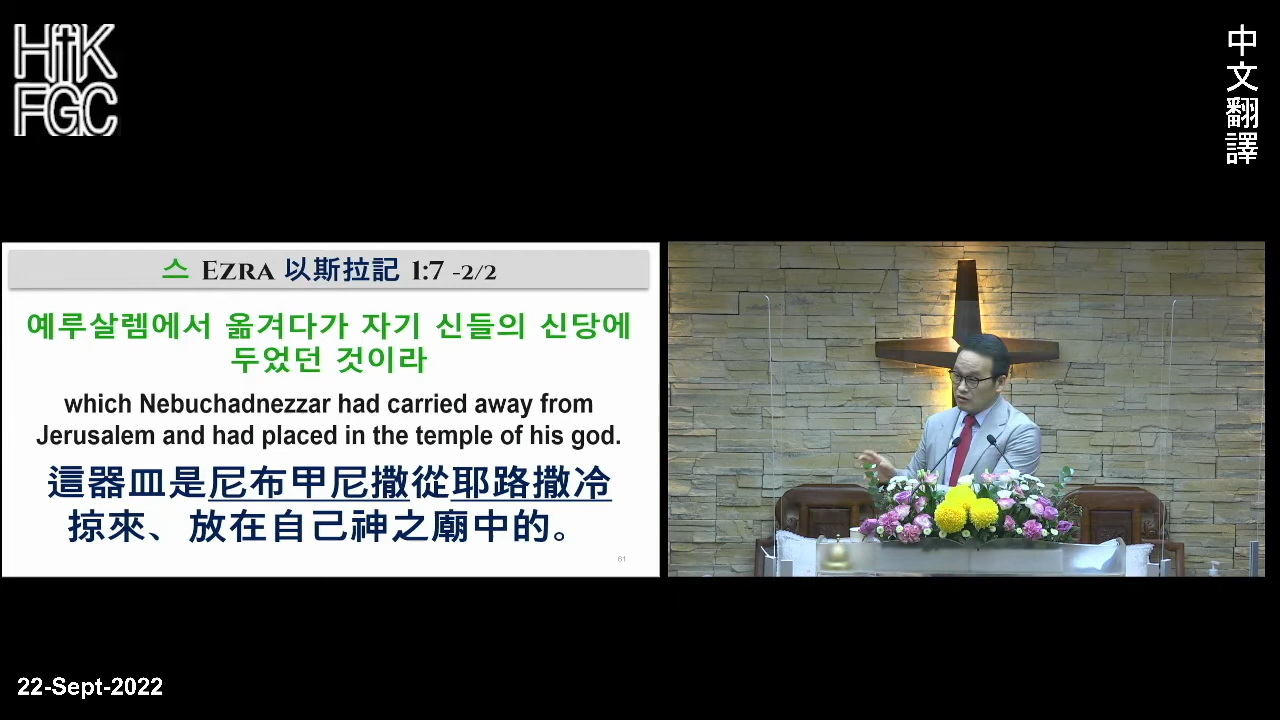 HK
FGC
中文翻譯
스 EZRA 以斯拉記 1:7 -2/2
예루살렘에서 옮겨다가 자기 신들의 신당에
두었던 것이라
which Nebuchadnezzar had carried away from
Jerusalem and had placed in the temple of his god.
這器皿是尼布甲尼撒從耶路撒冷
掠來、放在自己神之廟中的。
61
22-Sept-2022